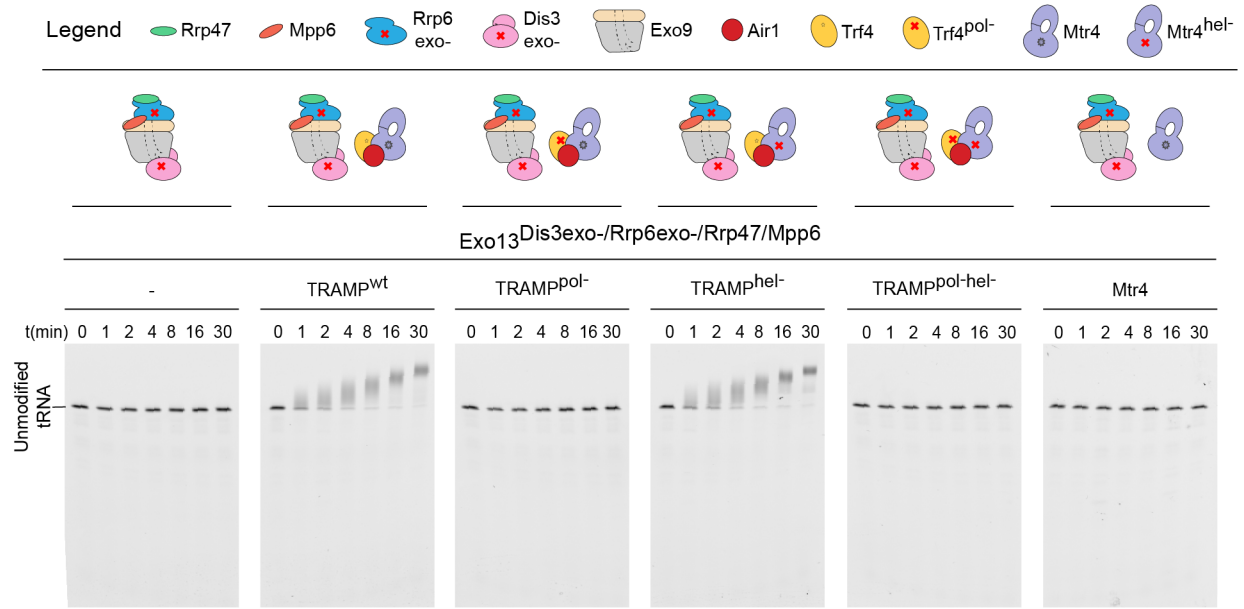 Legend Rrp47 Mpp6 Rrp6 exo- Dis3 exo- Exo9 Air1 Trf4 Trf4pol- Mtr4 Mtr4hel-
Exo13Dis3exo-/Rrp6exo-/Rrp47/Mpp6
- TRAMPwt TRAMPpol- TRAMPhel- TRAMPpol-hel- Mtr4
t(min) 0 1 2 4 8 16 30 0 1 2 4 8 16 30 0 1 2 4 8 16 30 0 1 2 4 8 16 30 0 1 2 4 8 16 30 0 1 2 4 8 16 30
Unmodified
tRNA